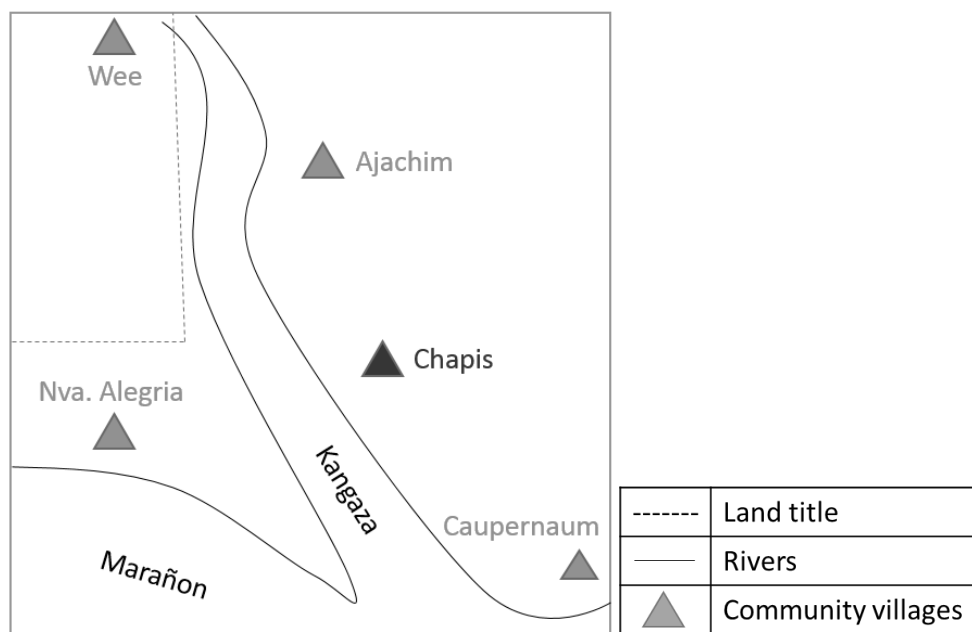 Wee
Ajachim
Chapis
Nva. Alegria
Kangaza
Caupernaum
Marañon
Land title
Rivers
Community villages